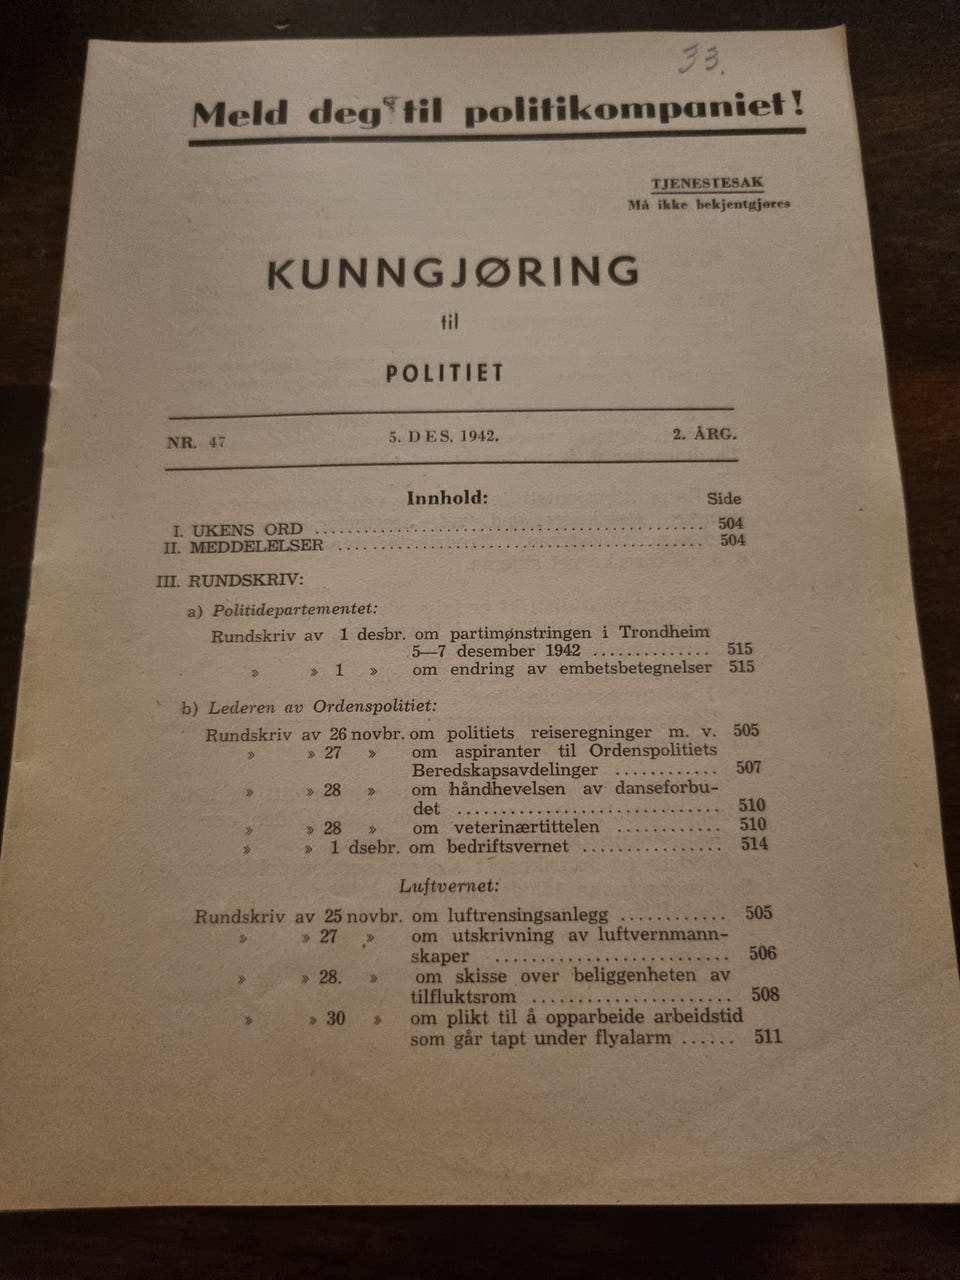 33.
Meld deg til politikompaniet!
TJENESTESAK
Må ikke bekjentgjøres
KUNNGJØRING
til
POLITIET
NR. 47 5. DES. 1942. 2. ÅRG.
Innhold: Side
I. UKENS ORD ........................................ 504
II. MEDDELELSER ........................................ 504
III. RUNDSKRIV:
a) Politidepartementet:
Rundskriv av 1 desbr. om partimønstringen i Trondheim
5—7 desember 1942 .............. 515
» » 1 » om endring av embetsbetegnelser 515
b) Lederen av Ordenspolitiet:
Rundskriv av 26 novbr. om politiets reiseregninger m. v. 505
» » 27 » om aspiranter til Ordenspolitiets
Beredskapsavdelinger ............ 507
» » 28 » om håndhevelsen av danseforbu-
det .............................. 510
» » 28 » om veterinærtittelen ............ 510
» » 1 dsebr. om bedriftsvernet ................ 514
Luftvernet:
Rundskriv av 25 novbr. om luftrensingsanlegg ............ 505
» » 27 » om utskrivning av luftvernmann-
skaper .......................... 506
» » 28. » om skisse over beliggenheten av
tilfluktsrom ...................... 508
» » 30 » om plikt til å opparbeide arbeidstid
som går tapt under flyalarm ...... 511